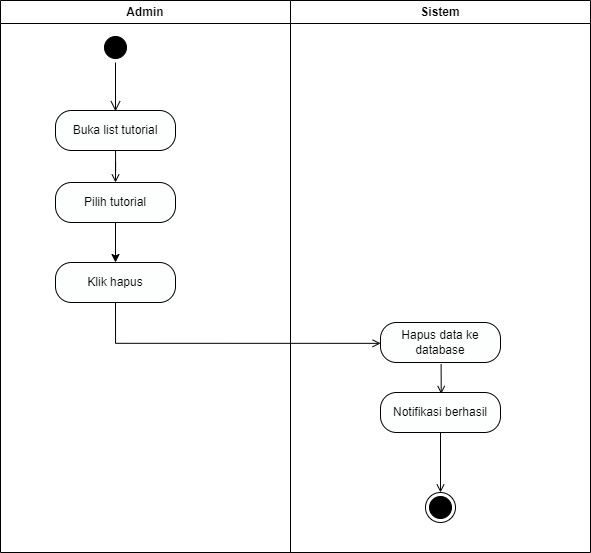 Admin
Sistem
Buka list tutorial
Pilih tutorial
Klik hapus
Hapus data ke
database
Notifikasi berhasil